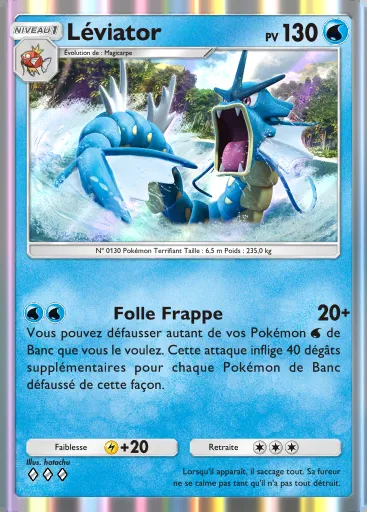 NIVEAU 1
Léviator
PV 130
Évolution de : Magicarpe
N° 0130 Pokémon Terrifiant Taille : 6,5 m Poids : 235,0 kg
Folle Frappe 20+
Vous pouvez défausser autant de vos Pokémon de
Banc que vous le voulez. Cette attaque inflige 40 dégâts
supplémentaires pour chaque Pokémon de Banc
défaussé de cette façon.
Faiblesse +20
Retraite
Illus. hatachu
Lorsqu'il apparaît, il saccage tout. Sa fureur
ne se calme pas tant qu'il n'a pas tout détruit.